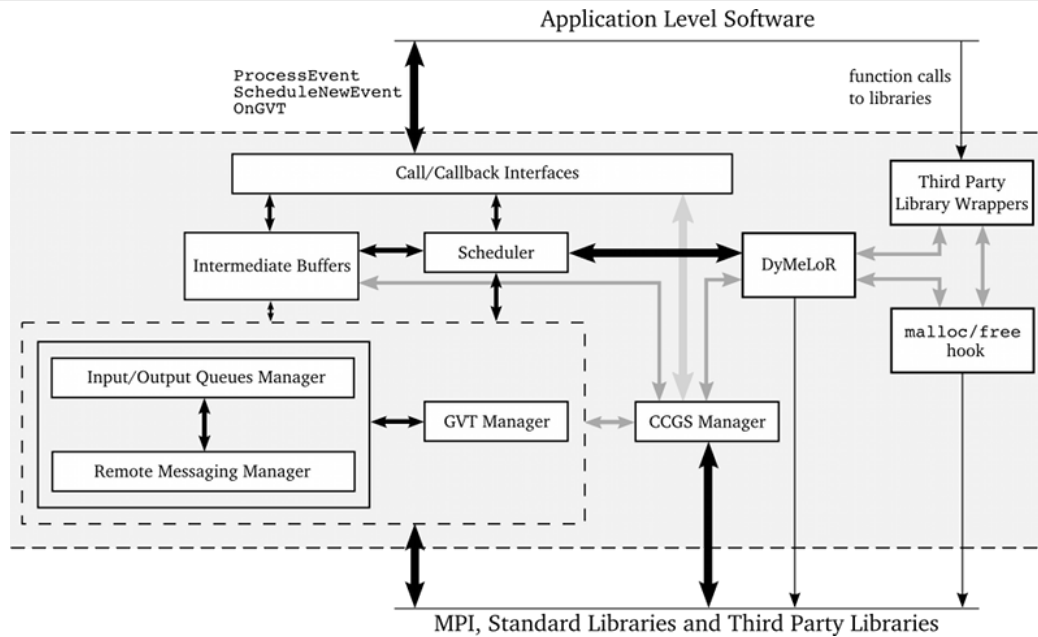 Application Level Software
ProcessEvent
ScheduleNewEvent
OnGVT
function calls
to libraries
Call/Callback Interfaces
Third Party
Library Wrappers
Intermediate Buffers
Scheduler
DyMeLoR
malloc/free
hook
Input/Output Queues Manager
GVT Manager
CCGS Manager
Remote Messaging Manager
MPI, Standard Libraries and Third Party Libraries